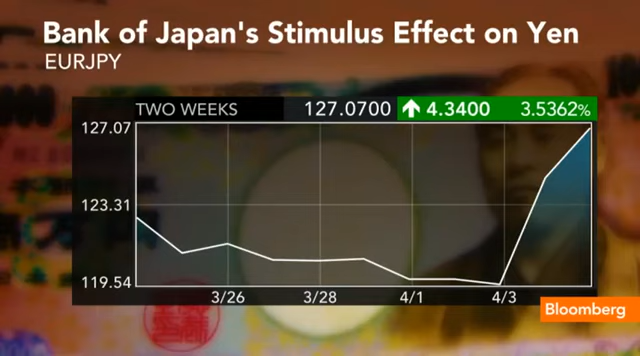 Bank of Japan's Stimulus Effect on Yen
EURJPY
TWO WEEKS 127.0700 4.3400 3.5362%
127.07
123.31
119.54
3/26 3/28 4/1 4/3
Bloomberg